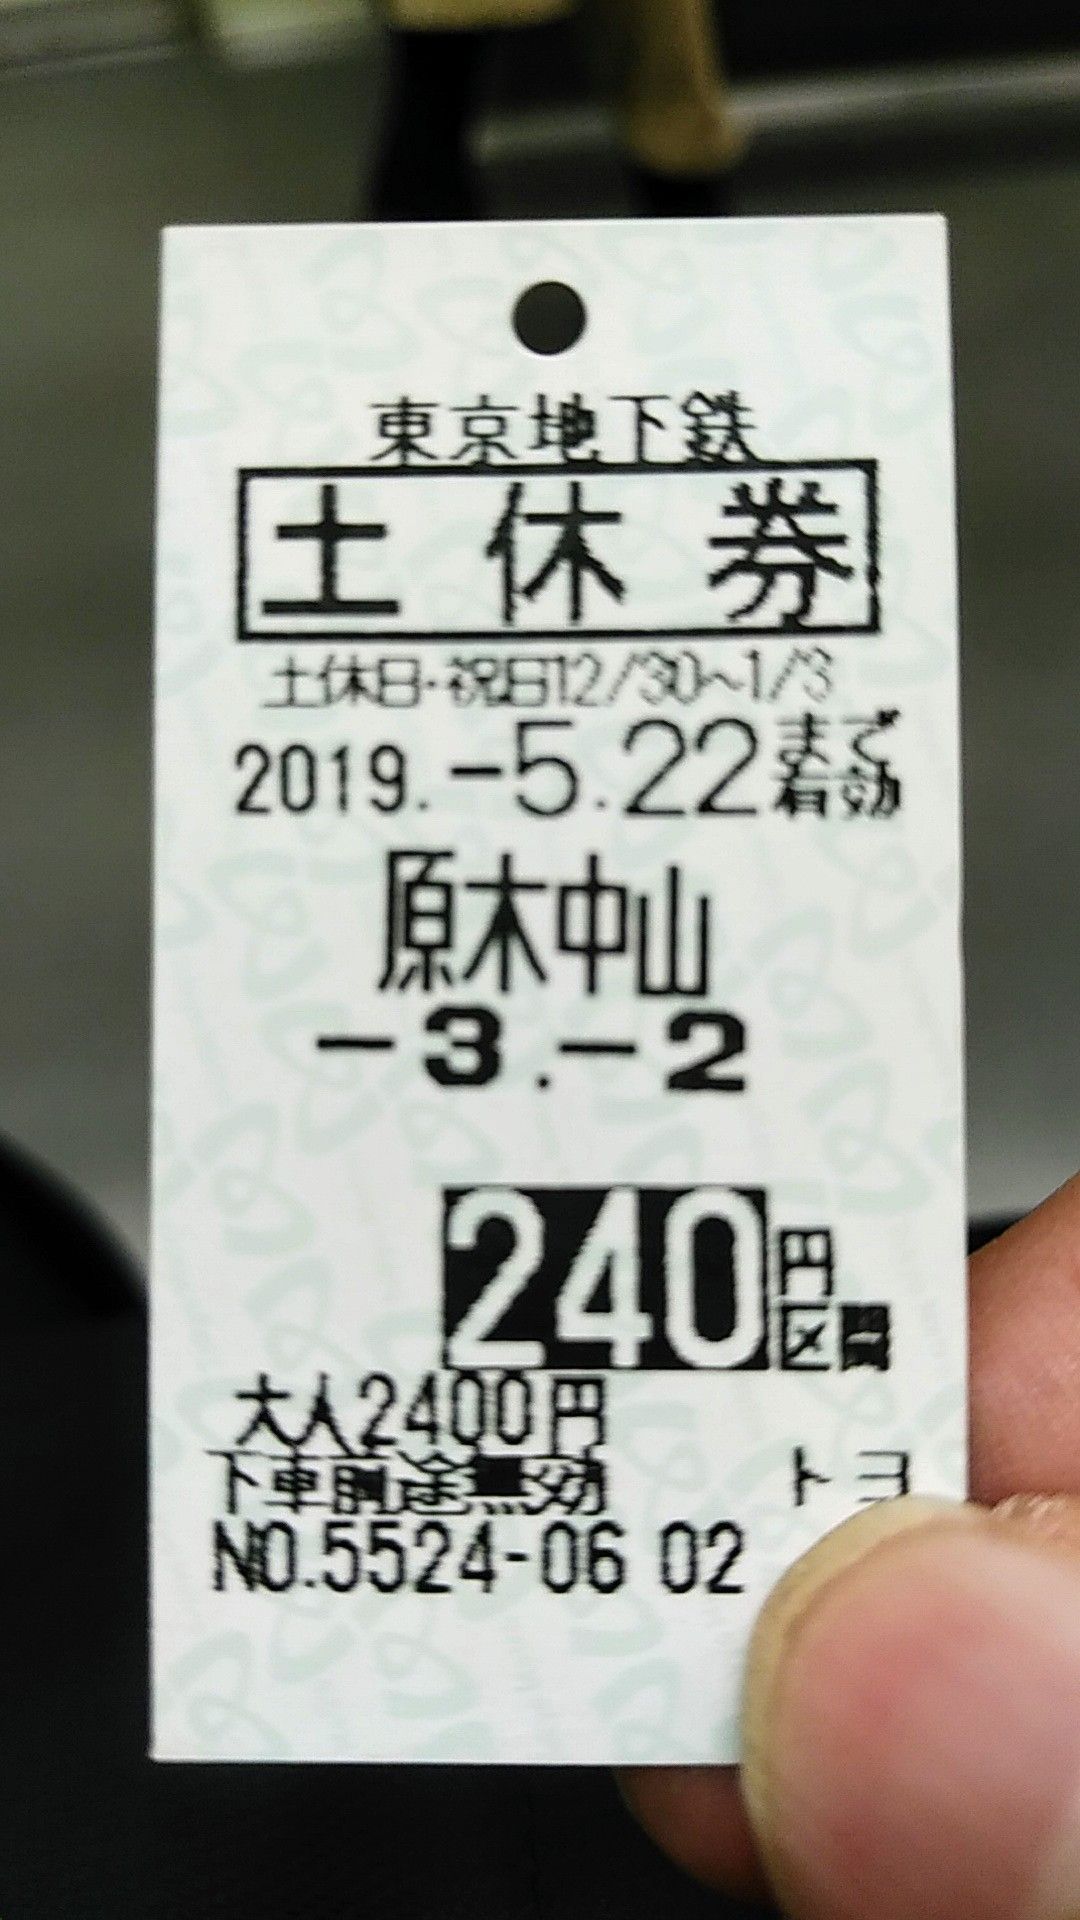 東京地下鉄
土休券
土休日・祝日12/30~1/3
2019.-5.22まで有効
原木中山
-3.-2
240円区間
大人2400円
下車前途無効 トヨ
NO.5524-06 02